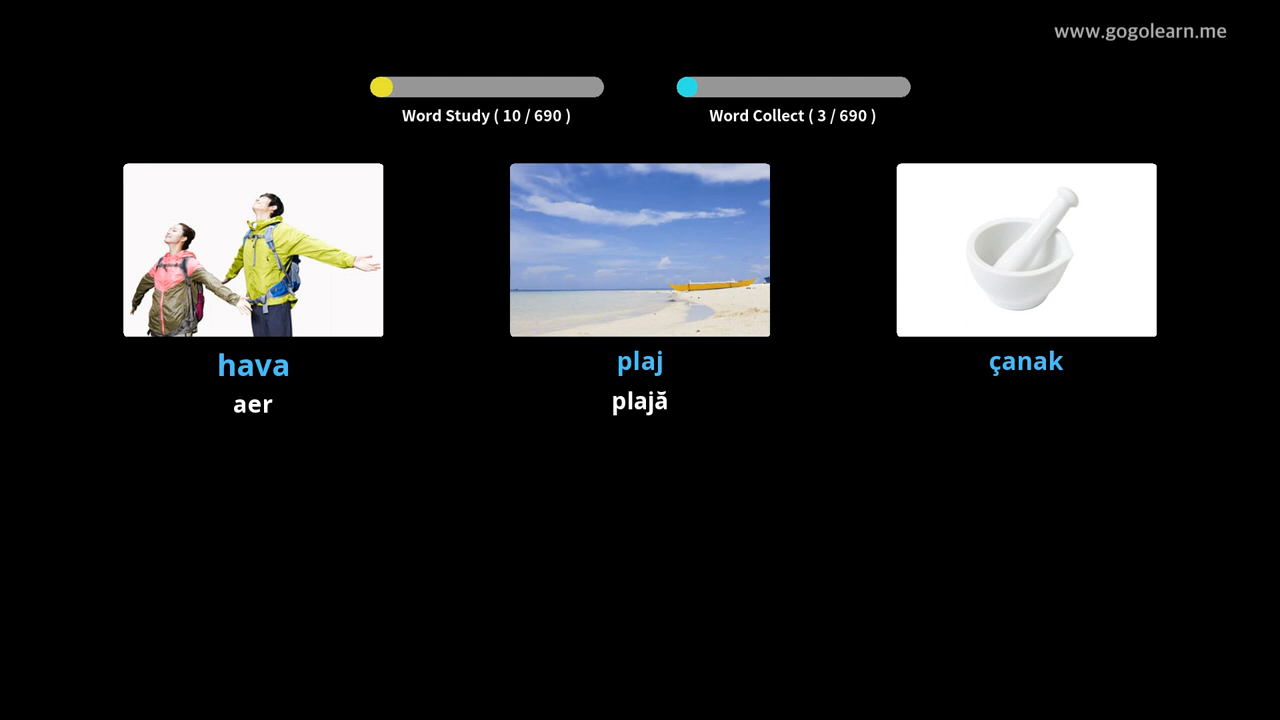 www.gogolearn.me
Word Study ( 10 / 690 )
Word Collect ( 3 / 690 )
hava
aer
plaj
plajă
çanak